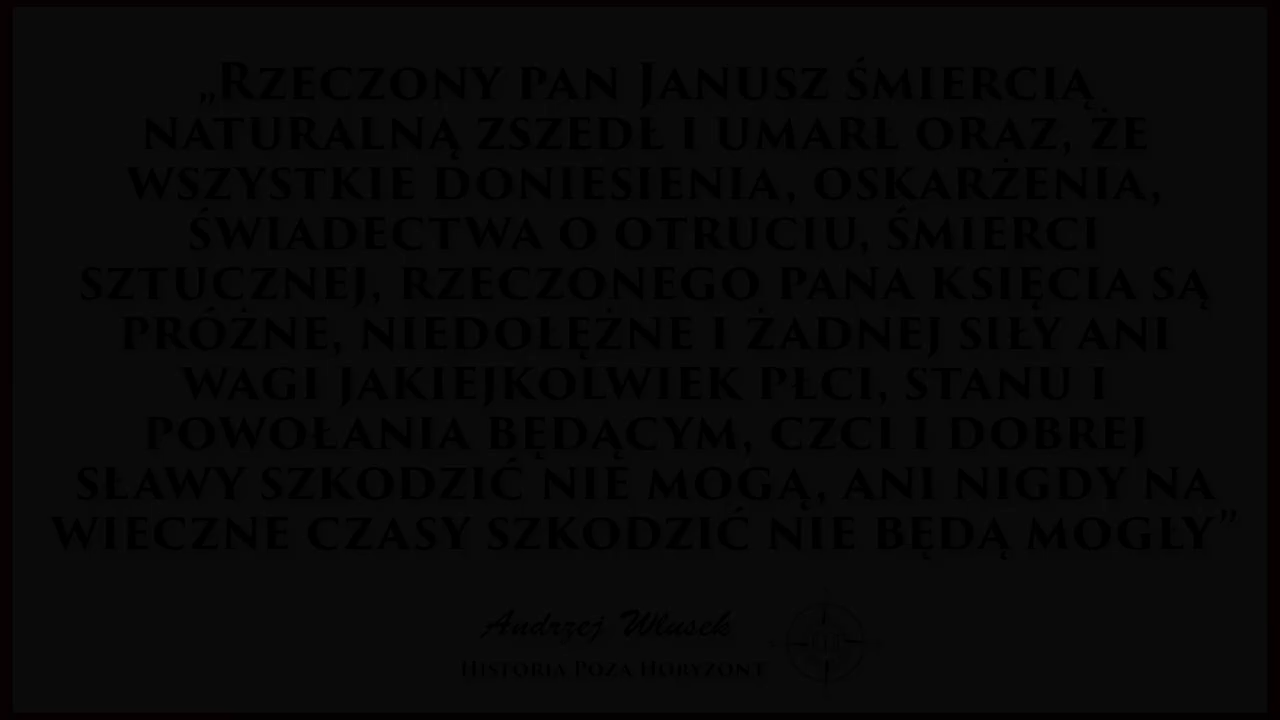 „Rzeczony pan Janusz śmiercią
naturalną zszedł i umarł oraz, że
wszystkie doniesienia, oskarżenia,
świadectwa o otruciu, śmierci
sztucznej, rzeczonego pana księcia są
próżne, niedołężne i żadnej siły ani
wagi jakiejkolwiek płci, stanu i
powołania będącym, czci i dobrej
sławy szkodzić nie mogą, ani nigdy na
wieczne czasy szkodzić nie będą mogły”
Andrzej Włusek
Historia Poza Horyzont